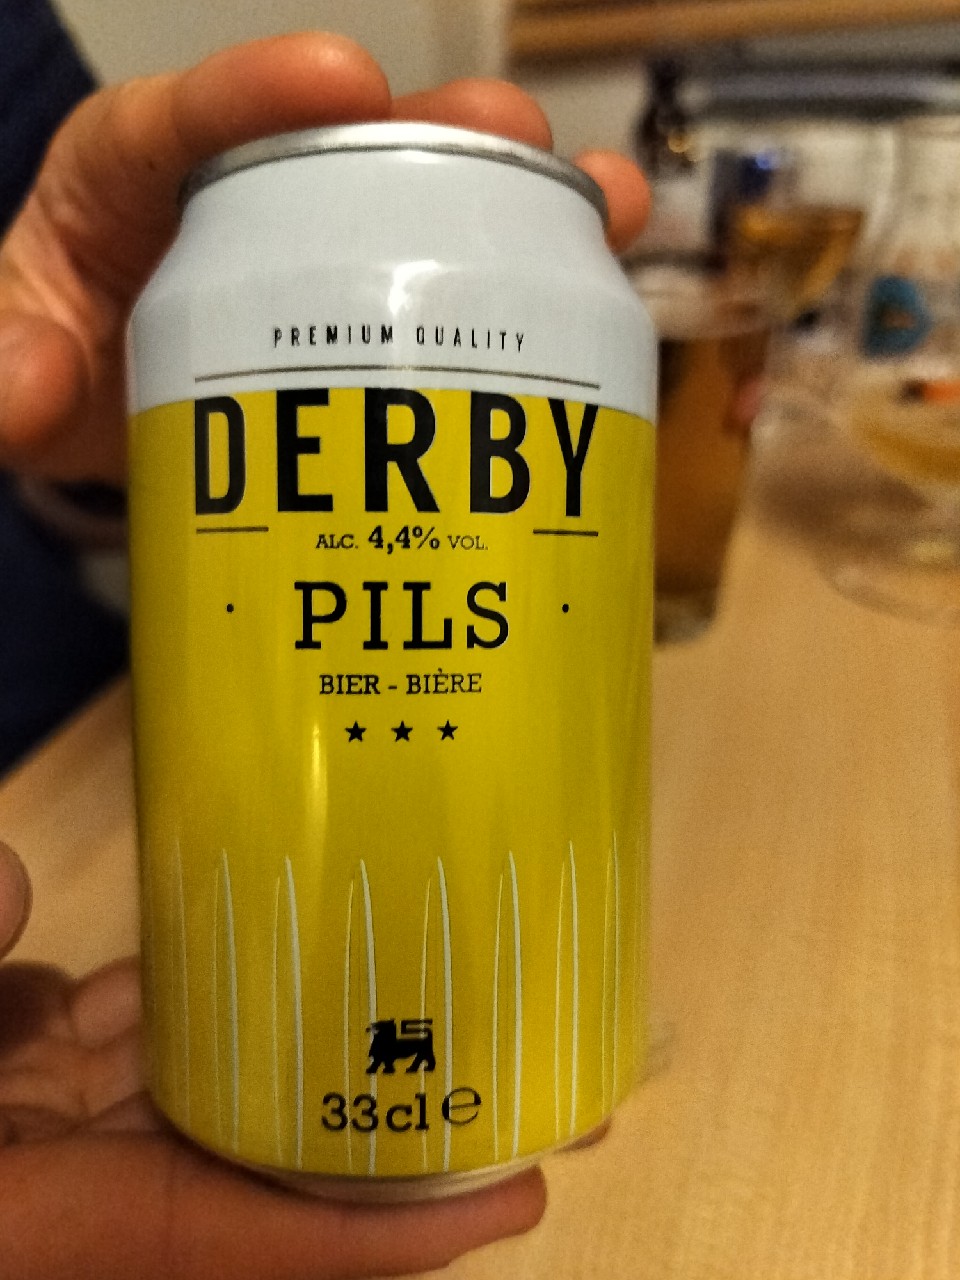 PREMIUM QUALITY
DERBY
ALC. 4,4% VOL.
· PILS ·
BIER - BIÈRE
★ ★ ★
33cl ℮